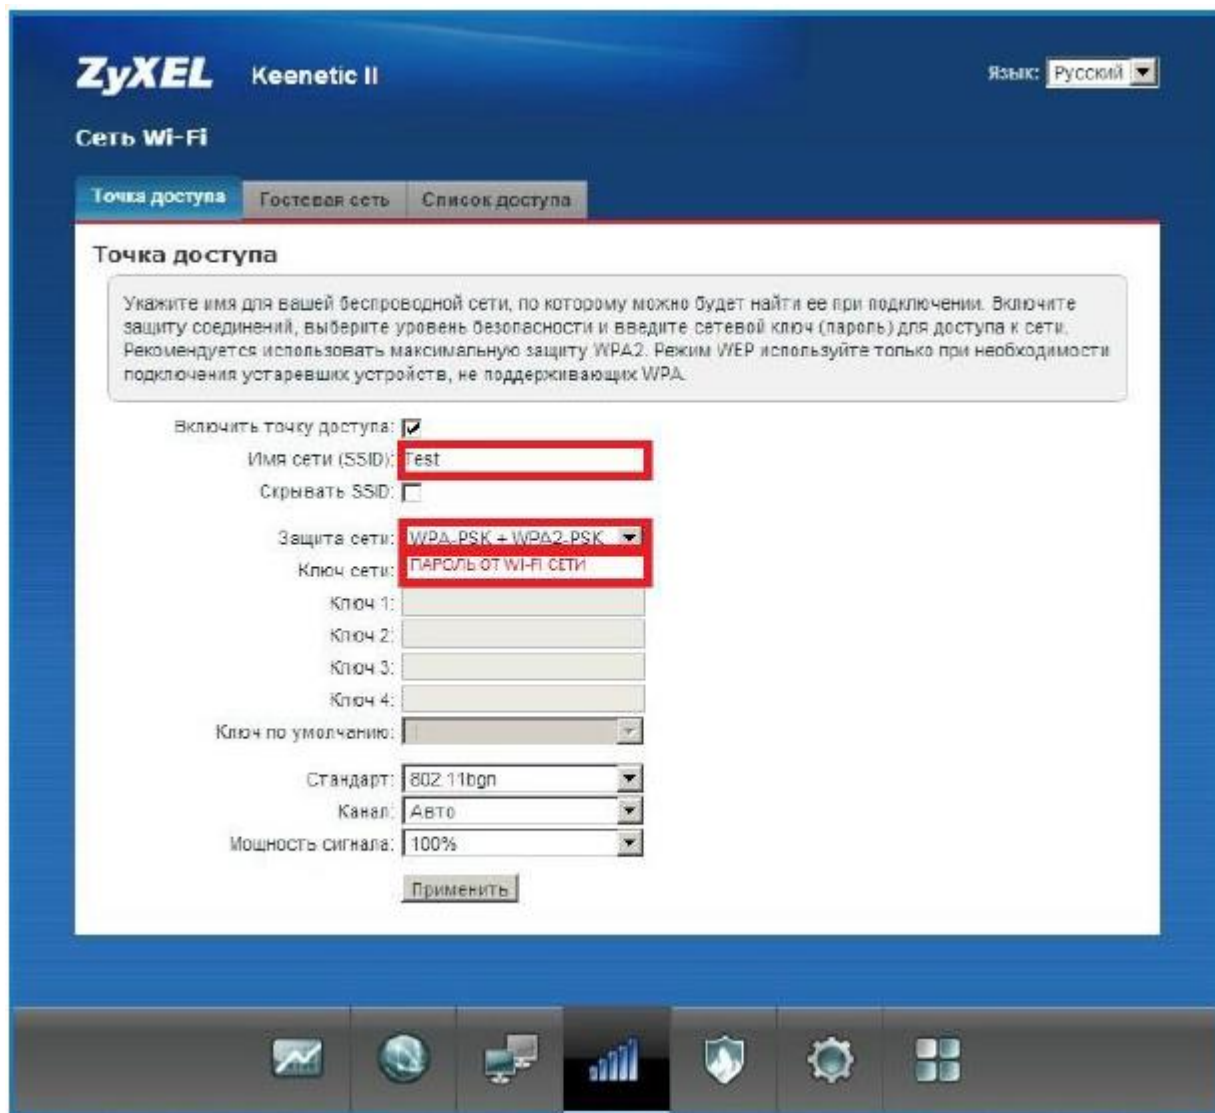 ZyXEL Keenetic II
Язык: Русский
Сеть Wi-Fi
Точка доступа Гостевая сеть Список доступа
Точка доступа
Укажите имя для вашей беспроводной сети, по которому можно будет найти ее при подключении. Включите
защиту соединений, выберите уровень безопасности и введите сетевой ключ (пароль) для доступа к сети.
Рекомендуется использовать максимальную защиту WPA2. Режим WEP используйте только при необходимости
подключения устаревших устройств, не поддерживающих WPA.
Включить точку доступа:
Имя сети (SSID): Test
Скрывать SSID:
Защита сети: WPA-PSK + WPA2-PSK
Ключ сети: ПАРОЛЬ ОТ WI-FI СЕТИ
Ключ 1:
Ключ 2:
Ключ 3:
Ключ 4:
Ключ по умолчанию: 1
Стандарт: 802.11bgn
Канал: Авто
Мощность сигнала: 100%
Применить